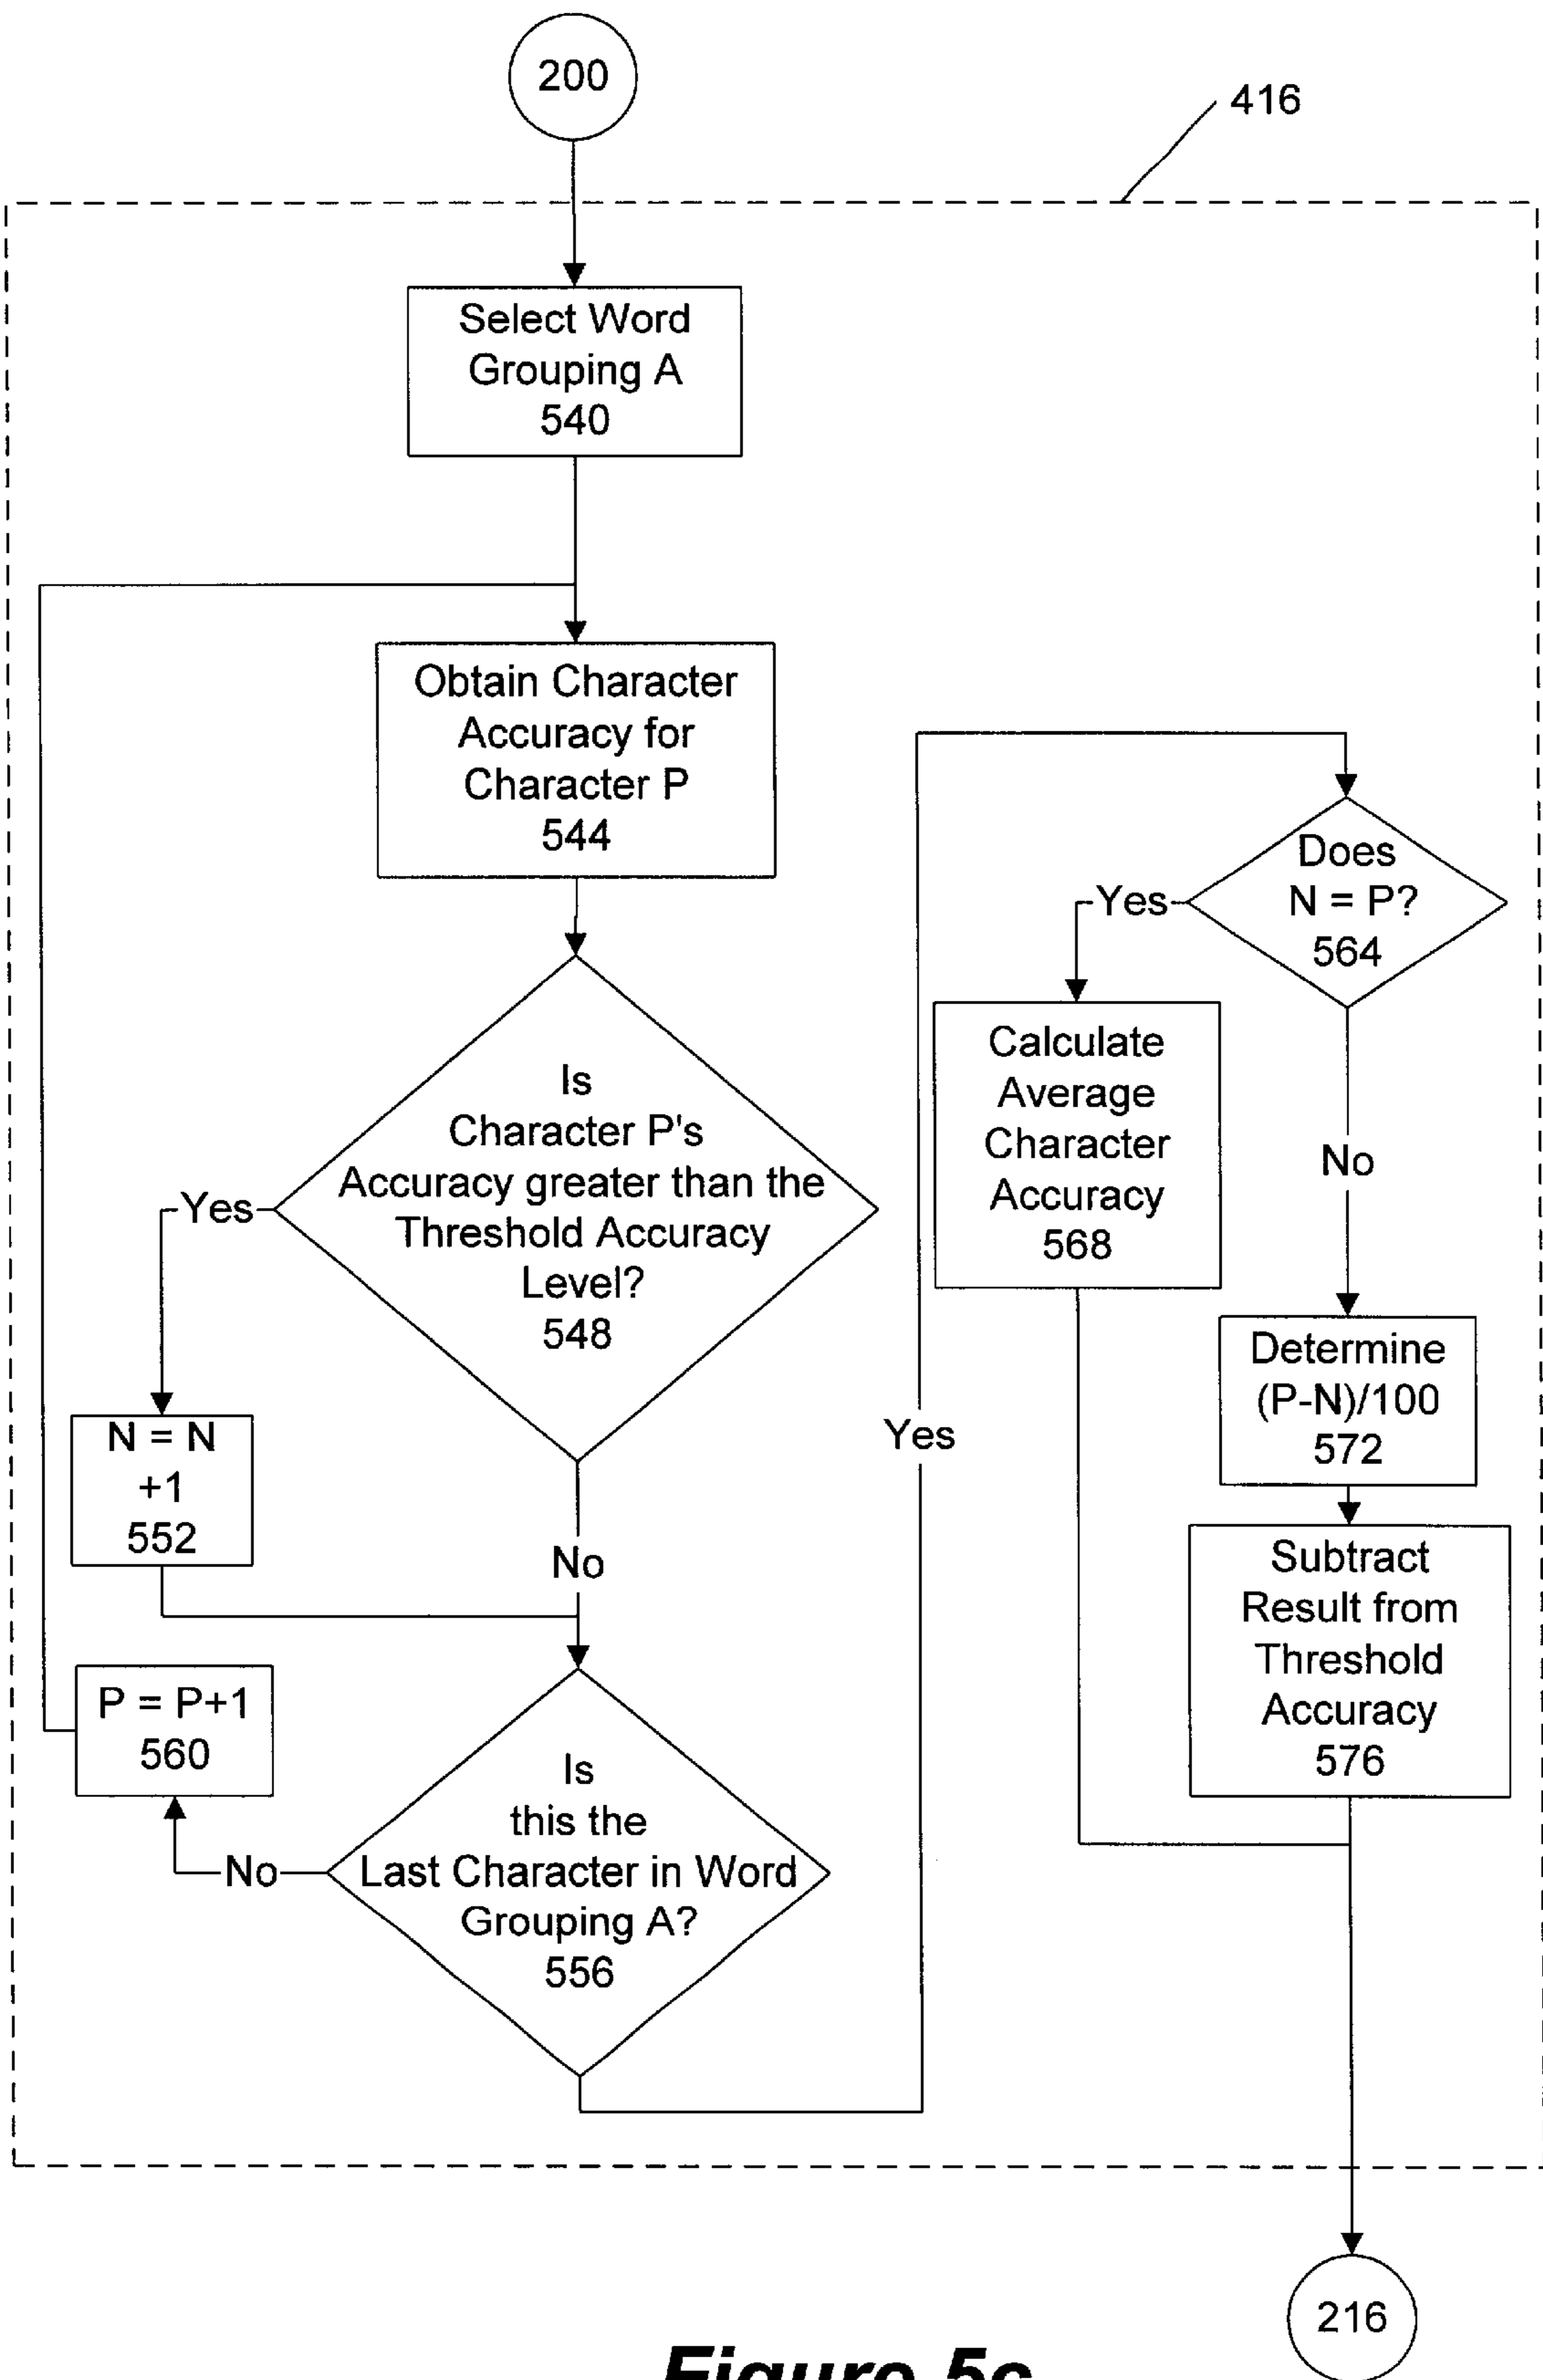 200
416
Select Word
Grouping A
540
Obtain Character
Accuracy for
Character P
544
Is
Character P's
Accuracy greater than the
Threshold Accuracy
Level?
548
Yes
N = N
+1
552
No
P = P+1
560
Is
this the
Last Character in Word
Grouping A?
556
No
Yes
Does
N = P?
564
Yes
Calculate
Average
Character
Accuracy
568
No
Determine
(P-N)/100
572
Subtract
Result from
Threshold
Accuracy
576
216
Figure 5c